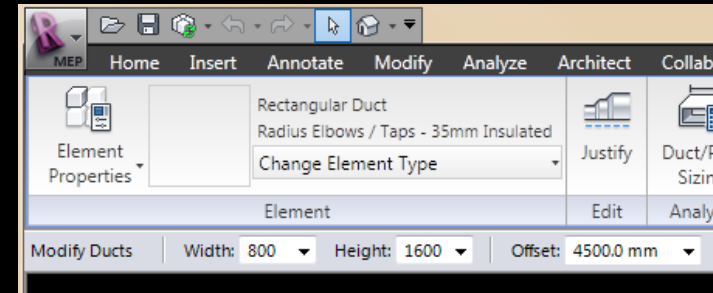 MEP Home Insert Annotate Modify Analyze Architect
Rectangular Duct
Radius Elbows / Taps - 35mm Insulated
Element Properties
Change Element Type
Justify
Element Edit
Modify Ducts Width: 800 Height: 1600 Offset: 4500.0 mm